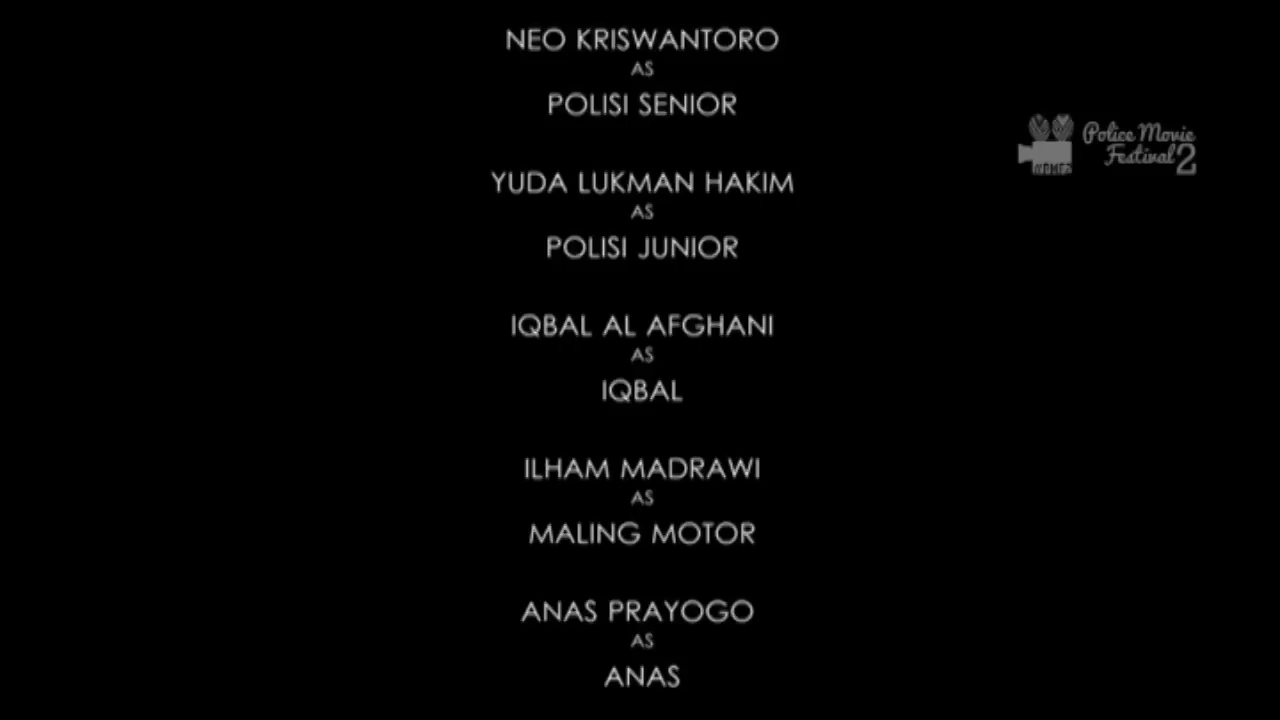 NEO KRISWANTORO
AS
POLISI SENIOR
YUDA LUKMAN HAKIM
AS
POLISI JUNIOR
IQBAL AL AFGHANI
AS
IQBAL
ILHAM MADRAWI
AS
MALING MOTOR
ANAS PRAYOGO
AS
ANAS
Police Movie
Festival 2